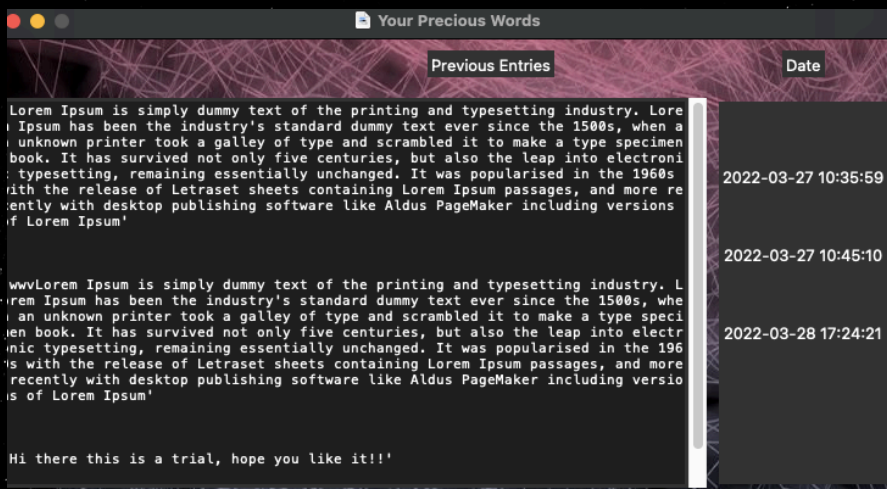 Your Precious Words
Previous Entries
Date
Lorem Ipsum is simply dummy text of the printing and typesetting industry. Lore
m Ipsum has been the industry's standard dummy text ever since the 1500s, when a
unknown printer took a galley of type and scrambled it to make a type specimen
book. It has survived not only five centuries, but also the leap into electroni
c typesetting, remaining essentially unchanged. It was popularised in the 1960s
with the release of Letraset sheets containing Lorem Ipsum passages, and more re
cently with desktop publishing software like Aldus PageMaker including versions
of Lorem Ipsum'
wwvLorem Ipsum is simply dummy text of the printing and typesetting industry. L
orem Ipsum has been the industry's standard dummy text ever since the 1500s, whe
an unknown printer took a galley of type and scrambled it to make a type speci
men book. It has survived not only five centuries, but also the leap into electr
onic typesetting, remaining essentially unchanged. It was popularised in the 196
s with the release of Letraset sheets containing Lorem Ipsum passages, and more
recently with desktop publishing software like Aldus PageMaker including versio
ns of Lorem Ipsum'
Hi there this is a trial, hope you like it!!'
2022-03-27 10:35:59
2022-03-27 10:45:10
2022-03-28 17:24:21